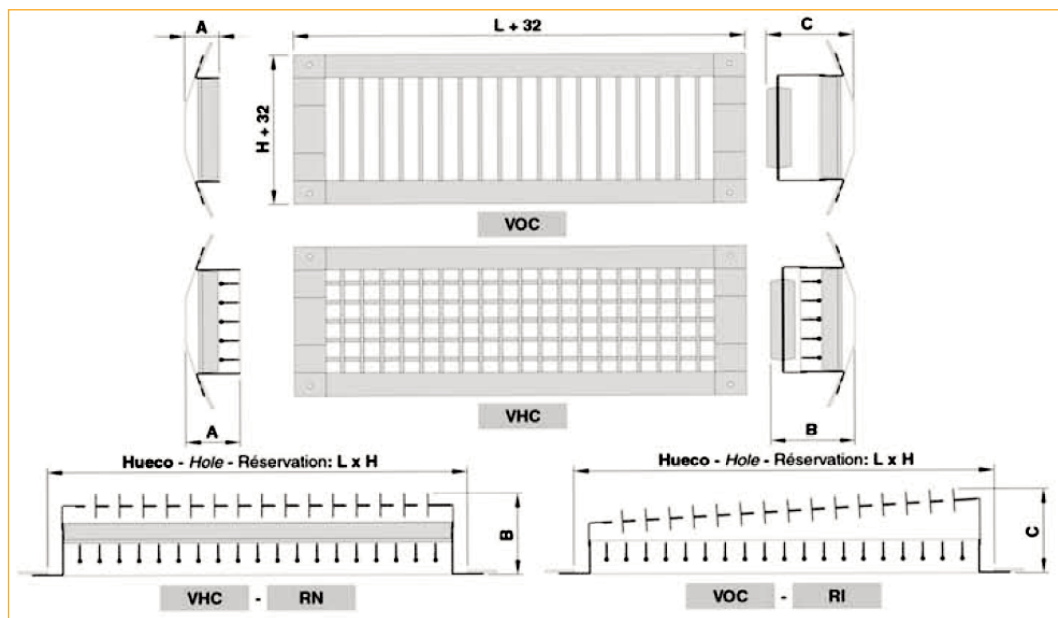 A
L + 32
C
H + 32
VOC
A
VHC
B
Hueco - Hole - Réservation: L x H
Hueco - Hole - Réservation: L x H
B
C
VHC - RN
VOC - RI